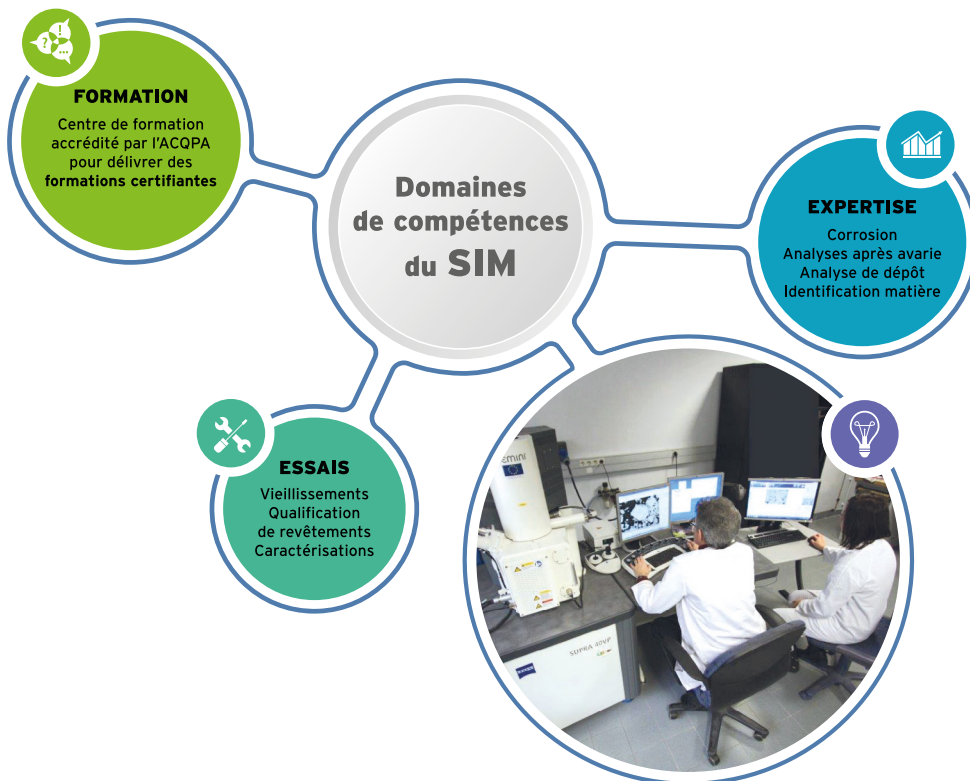 FORMATION
Centre de formation
accrédité par l'ACQPA
pour délivrer des
formations certifiantes
Domaines
de compétences
du SIM
EXPERTISE
Corrosion
Analyses après avarie
Analyse de dépôt
Identification matière
ESSAIS
Vieillissements
Qualification
de revêtements
Caractérisations
EMINI
SUPRA 40VP